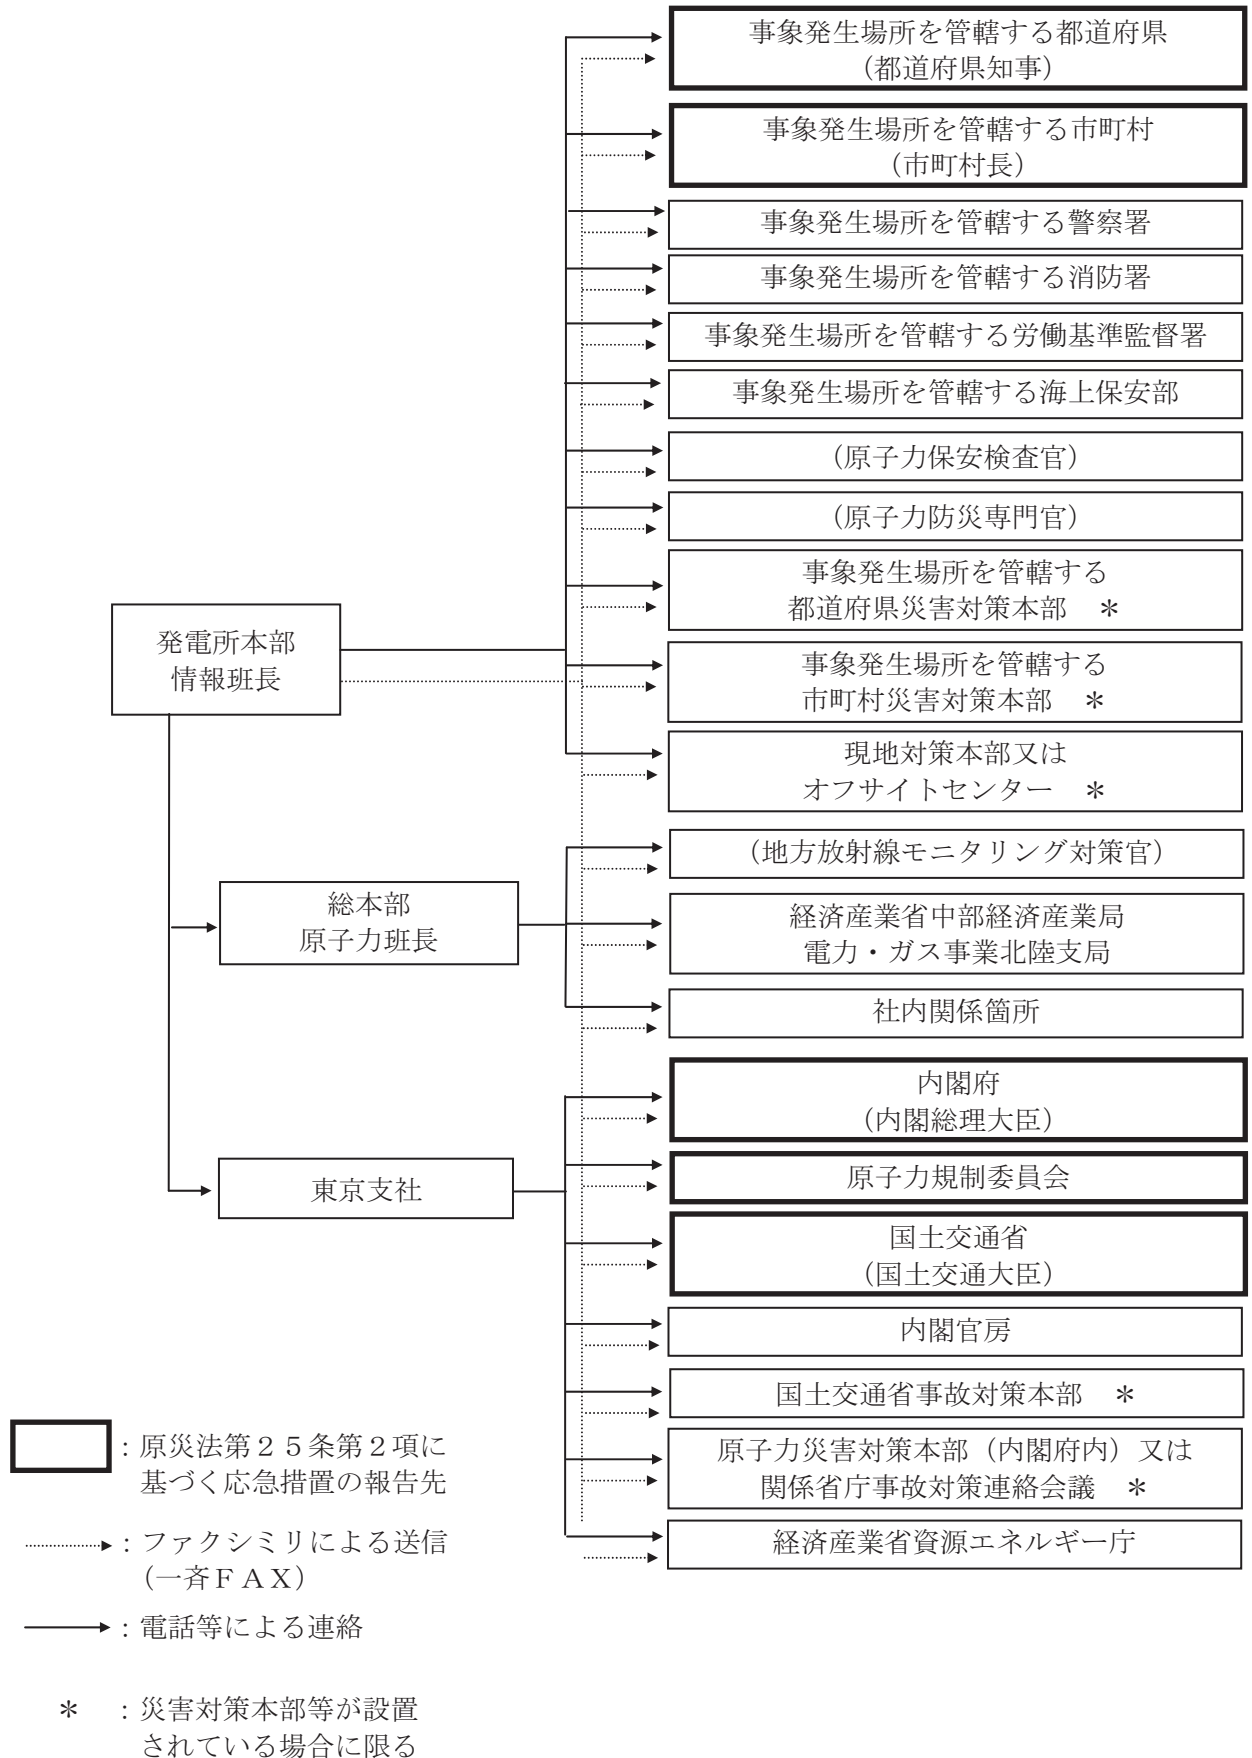 事象発生場所を管轄する都道府県
（都道府県知事）
事象発生場所を管轄する市町村
（市町村長）
事象発生場所を管轄する警察署
事象発生場所を管轄する消防署
事象発生場所を管轄する労働基準監督署
事象発生場所を管轄する海上保安部
（原子力保安検査官）
（原子力防災専門官）
事象発生場所を管轄する
都道府県災害対策本部　＊
発電所本部
情報班長
事象発生場所を管轄する
市町村災害対策本部　＊
現地対策本部又は
オフサイトセンター　＊
（地方放射線モニタリング対策官）
総本部
原子力班長
経済産業省中部経済産業局
電力・ガス事業北陸支局
社内関係箇所
内閣府
（内閣総理大臣）
東京支社
原子力規制委員会
国土交通省
（国土交通大臣）
内閣官房
国土交通省事故対策本部　＊
原子力災害対策本部（内閣府内）又は
関係省庁事故対策連絡会議　＊
経済産業省資源エネルギー庁
：原災法第２５条第２項に
基づく応急措置の報告先
：ファクシミリによる送信
（一斉ＦＡＸ）
：電話等による連絡
＊　：災害対策本部等が設置
されている場合に限る